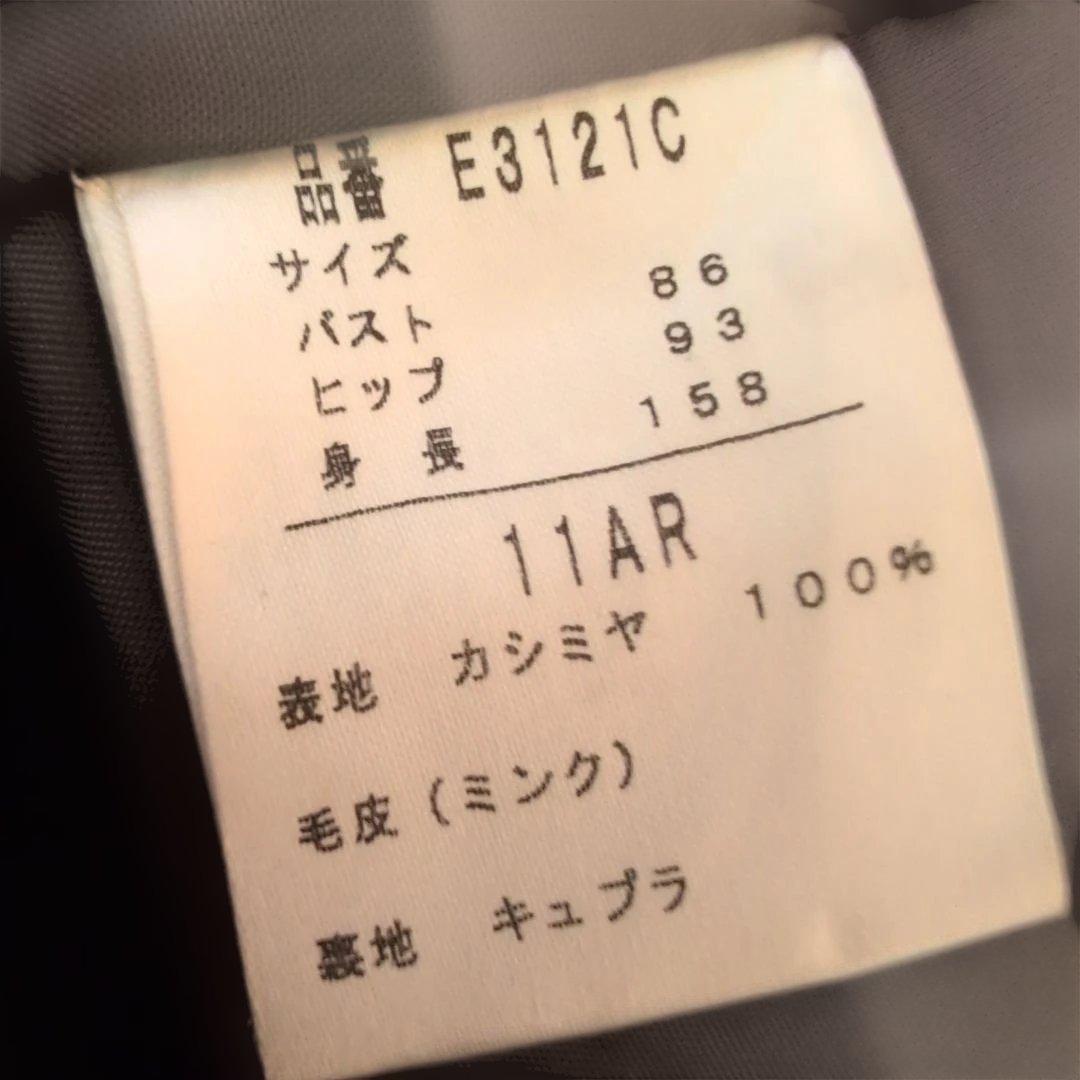 品番 E3121C
サイズ
バスト 86
ヒップ 93
身長 158
11AR
表地 カシミヤ 100%
毛皮(ミンク)
裏地 キュプラ